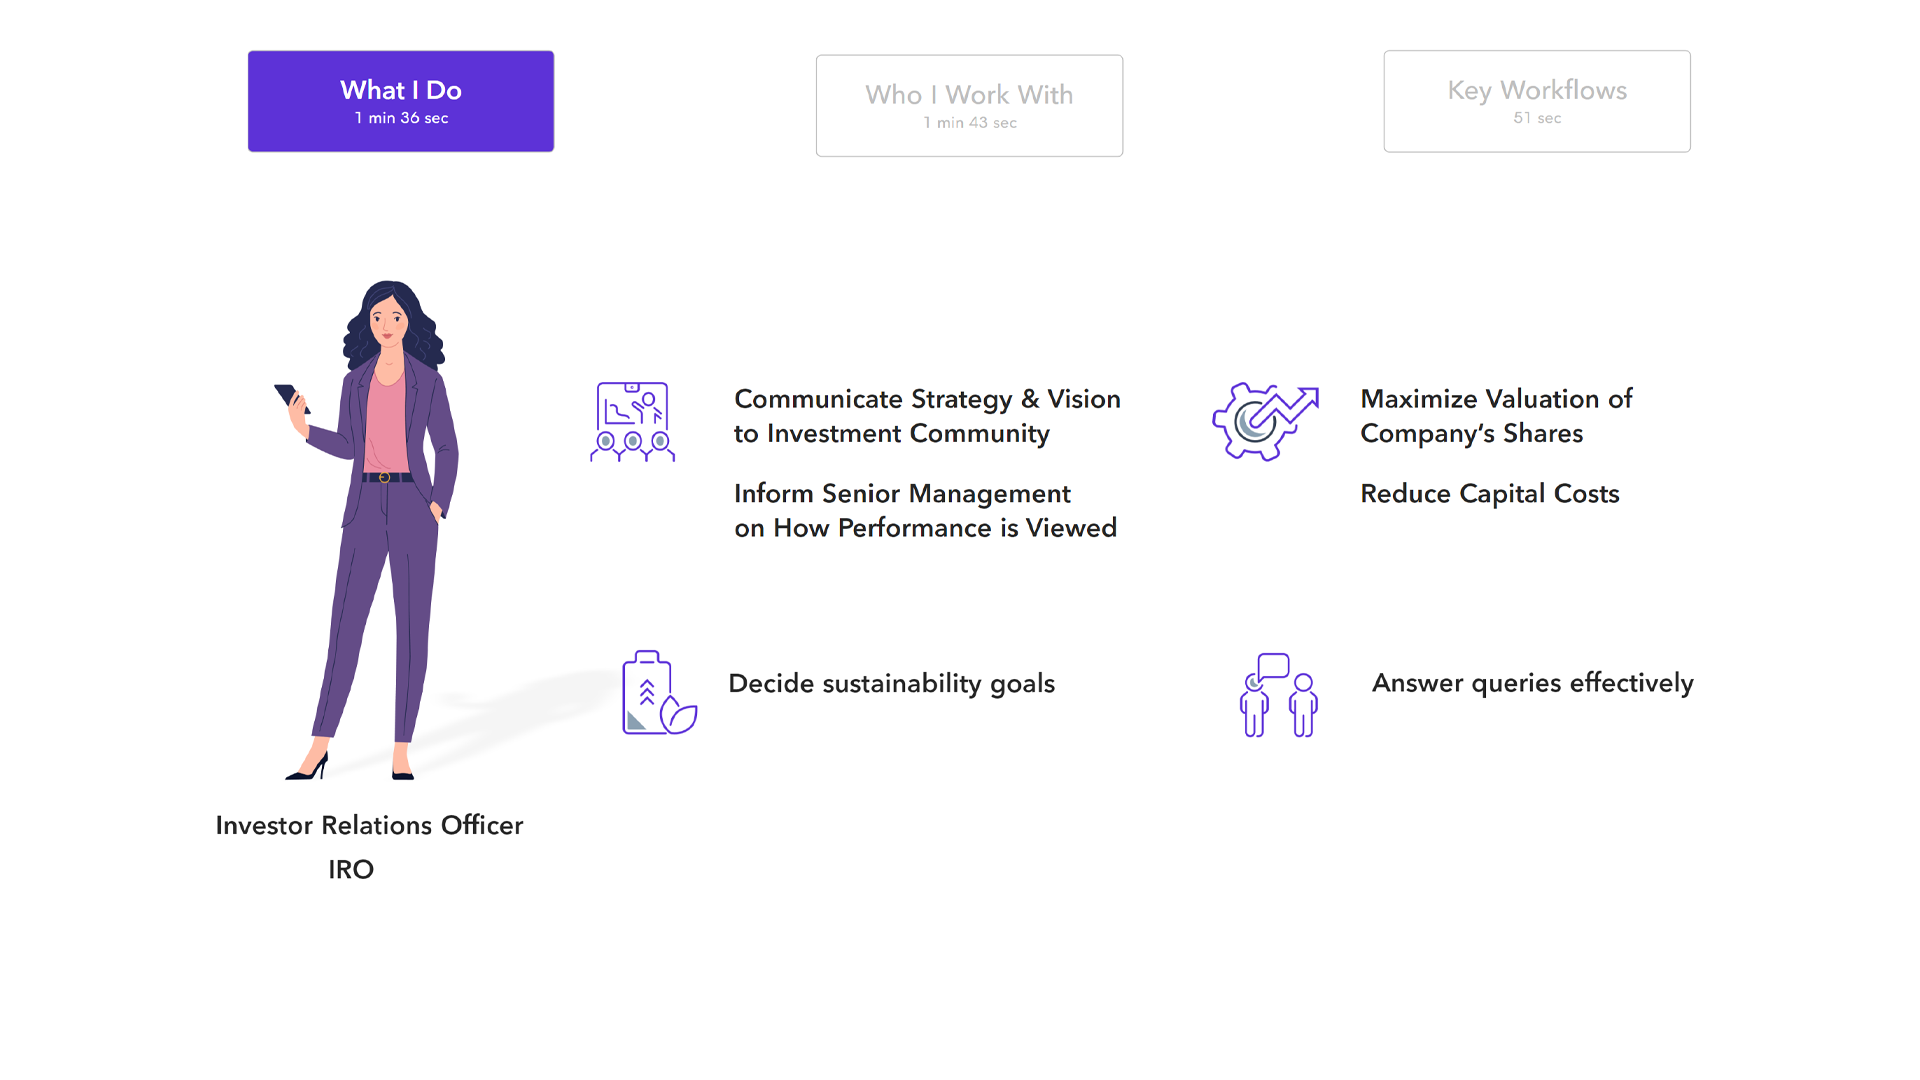 What I Do
1 min 36 sec
Who I Work With
1 min 43 sec
Key Workflows
51 sec
Communicate Strategy & Vision
to Investment Community
Inform Senior Management
on How Performance is Viewed
Maximize Valuation of
Company‘s Shares
Reduce Capital Costs
Decide sustainability goals
Answer queries effectively
Investor Relations Officer
IRO